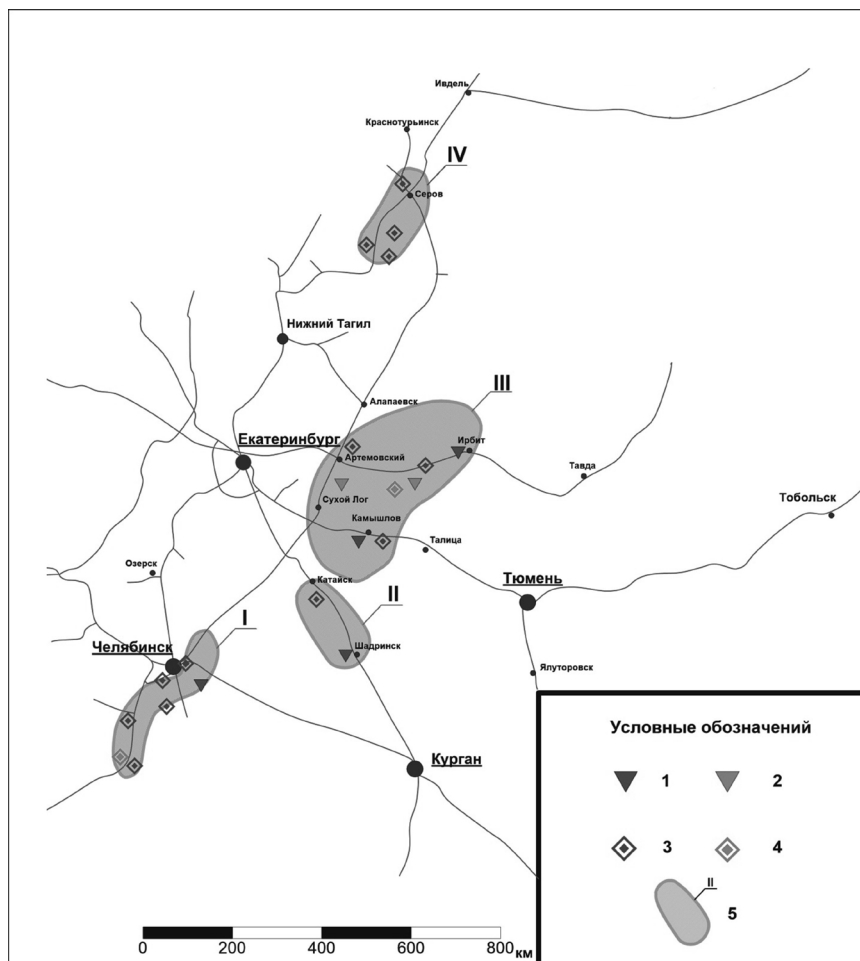 Ивдель
Краснотурьинск
IV
Серов
Нижний Тагил
Алапаевск
III
Екатеринбург
Ирбит
Артемовский
Тавда
Сухой Лог
Тобольск
Камышлов
Талица
Озерск
Катайск
Тюмень
II
I
Челябинск
Шадринск
Ялуторовск
Курган
Условные обозначений
1
2
3
4
II
5
0
200
400
600
800
км